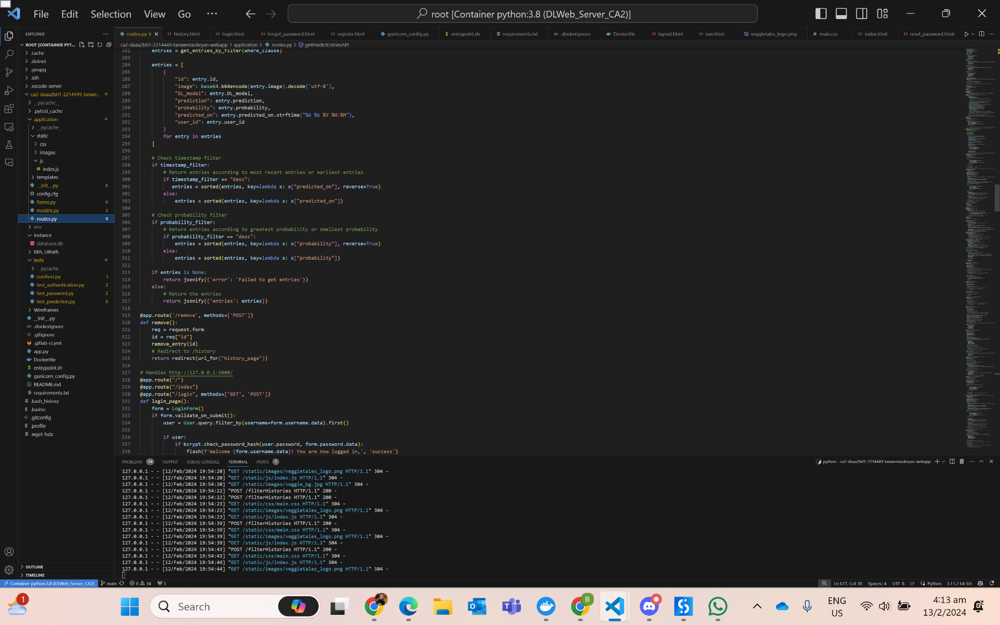 File Edit Selection View Go ··· root [Container python:3.8 (DLWeb_Server_CA2)]
EXPLORER ···
routes.py 9 history.html login.html forgot_password.html register.html gunicorn_config.py entrypoint.sh requirements.txt .dockerignore Dockerfile layout.html nav.html veggietales_logo.png main.css index.html reset_password.html
ROOT [CONTAINER PYT...
ca2-daaa2b01-2214449-tanwentaobryan-webapp > application > routes.py > getPredictEntriesAPI
.cache
.dotnet
.gnupg
.ssh
.vscode-server
ca2-daaa2b01-2214449-tanwe...
__pycache__
.pytest_cache
application
__pycache__
static
css
images
js
index.js
templates
__init__.py 6
config.cfg
forms.py 6
models.py 2
routes.py 9
env
instance
database.db
RPA_UIPath
tests
__pycache__
conftest.py 1
test_authentication.py 2
test_password.py 2
test_prediction.py 6
Wireframes
__init__.py
.dockerignore
.gitignore
.gitlab-ci.yml
app.py
Dockerfile
entrypoint.sh
gunicorn_config.py
README.md
requirements.txt
.bash_history
.bashrc
.gitconfig
.profile
.wget-hsts
OUTLINE
TIMELINE
282 entries = get_entries_by_filter(where_clause)
283
284 entries = [
285 {
286 "id": entry.id,
287 "image": base64.b64encode(entry.image).decode('utf-8'),
288 "DL_model": entry.DL_model,
289 "prediction": entry.prediction,
290 "probability": entry.probability,
291 "predicted_on": entry.predicted_on.strftime("%d %b %Y %H:%M"),
292 "user_id": entry.user_id
293 }
294 for entry in entries
295 ]
296
297 # Check timestamp filter
298 if timestamp_filter:
299 # Return entries according to most recent entries or earliest entries
300 if timestamp_filter == "desc":
301 entries = sorted(entries, key=lambda x: x["predicted_on"], reverse=True)
302 else:
303 entries = sorted(entries, key=lambda x: x["predicted_on"])
304
305 # Check probability filter
306 if probability_filter:
307 # Return entries according to greatest probability or smallest probability
308 if probability_filter == "desc":
309 entries = sorted(entries, key=lambda x: x["probability"], reverse=True)
310 else:
311 entries = sorted(entries, key=lambda x: x["probability"])
312
313 if entries is None:
314 return jsonify({'error': 'Failed to get entries'})
315 else:
316 # Return the entries
317 return jsonify({'entries': entries})
318
319 @app.route('/remove', methods=['POST'])
320 def remove():
321 req = request.form
322 id = req["id"]
323 remove_entry(id)
324 # Redirect to /history
325 return redirect(url_for("history_page"))
326
327 # Handles http://127.0.0.1:5000/
328 @app.route("/")
329 @app.route("/index")
330 @app.route("/login", methods=['GET', 'POST'])
331 def login_page():
332 form = LoginForm()
333 if form.validate_on_submit():
334 user = User.query.filter_by(username=form.username.data).first()
335
336 if user:
337 if bcrypt.check_password_hash(user.password, form.password.data):
338 flash(f'Welcome {form.username.data}! You are now logged in,', 'success')
PROBLEMS 34 OUTPUT DEBUG CONSOLE TERMINAL PORTS 5 python - ca2-daaa2b01-2214449-tanwentaobryan-webapp
127.0.0.1 - - [12/Feb/2024 19:54:20] "GET /static/images/veggietales_logo.png HTTP/1.1" 304 -
127.0.0.1 - - [12/Feb/2024 19:54:20] "GET /static/js/index.js HTTP/1.1" 304 -
127.0.0.1 - - [12/Feb/2024 19:54:20] "GET /static/images/veggie_bg.jpg HTTP/1.1" 304 -
127.0.0.1 - - [12/Feb/2024 19:54:22] "POST /filterHistories HTTP/1.1" 200 -
127.0.0.1 - - [12/Feb/2024 19:54:22] "POST /filterHistories HTTP/1.1" 200 -
127.0.0.1 - - [12/Feb/2024 19:54:23] "GET /static/css/main.css HTTP/1.1" 304 -
127.0.0.1 - - [12/Feb/2024 19:54:23] "GET /static/images/veggietales_logo.png HTTP/1.1" 304 -
127.0.0.1 - - [12/Feb/2024 19:54:23] "GET /static/js/index.js HTTP/1.1" 304 -
127.0.0.1 - - [12/Feb/2024 19:54:39] "POST /filterHistories HTTP/1.1" 200 -
127.0.0.1 - - [12/Feb/2024 19:54:39] "GET /static/css/main.css HTTP/1.1" 304 -
127.0.0.1 - - [12/Feb/2024 19:54:39] "GET /static/images/veggietales_logo.png HTTP/1.1" 304 -
127.0.0.1 - - [12/Feb/2024 19:54:39] "GET /static/js/index.js HTTP/1.1" 304 -
127.0.0.1 - - [12/Feb/2024 19:54:43] "POST /filterHistories HTTP/1.1" 200 -
127.0.0.1 - - [12/Feb/2024 19:54:43] "GET /static/css/main.css HTTP/1.1" 304 -
127.0.0.1 - - [12/Feb/2024 19:54:44] "GET /static/js/index.js HTTP/1.1" 304 -
127.0.0.1 - - [12/Feb/2024 19:54:44] "GET /static/images/veggietales_logo.png HTTP/1.1" 304 -
Container python:3.8 (DLWeb_Server_CA2) main 0 34 5 Ln 677, Col 38 Spaces: 4 UTF-8 LF Python 3.11.2 64-bit
1 Search B ENG US 4:13 am
13/2/2024